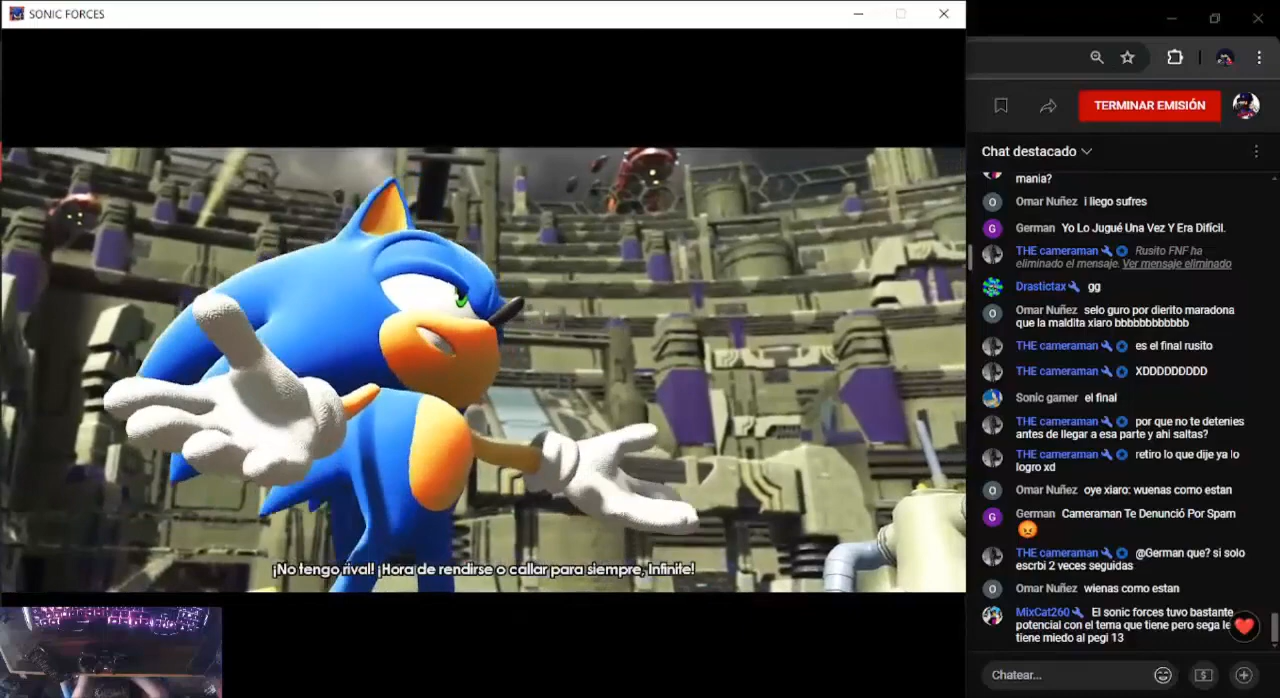 SONIC FORCES
TERMINAR EMISIÓN
Chat destacado
mania?
Omar Nuñez i liego sufres
German Yo Lo Jugué Una Vez Y Era Difícil.
THE cameraman Rusito FNF ha
eliminado el mensaje. Ver mensaje eliminado
Drastictax gg
Omar Nuñez selo guro por dierito maradona
que la maldita xiaro bbbbbbbbbbbb
THE cameraman es el final rusito
THE cameraman XDDDDDDDDD
Sonic gamer el final
THE cameraman por que no te detenies
antes de llegar a esa parte y ahi saltas?
THE cameraman retiro lo que dije ya lo
logro xd
Omar Nuñez oye xiaro: wuenas como estan
German Cameraman Te Denunció Por Spam
THE cameraman @German que? si solo
escrbi 2 veces seguidas
Omar Nuñez wienas como estan
MixCat260 El sonic forces tuvo bastante
potencial con el tema que tiene pero sega le
tiene miedo al pegi 13
Chatear...
¡No tengo rival! ¡Hora de rendirse o callar para siempre, Infinite!